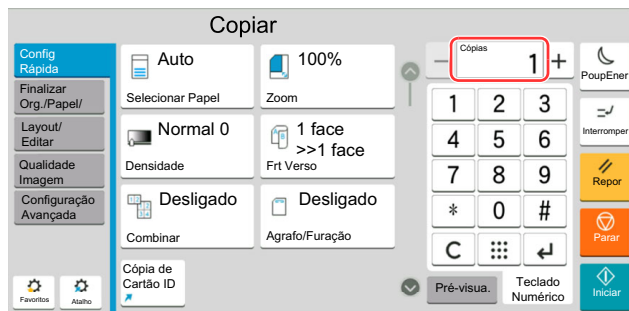 Copiar
Config
Rápida
Finalizar
Org./Papel/
Layout/
Editar
Qualidade
Imagem
Configuração
Avançada
Favoritos
Atalho
Auto
Selecionar Papel
100%
Zoom
Normal 0
Densidade
1 face
>>1 face
Frt Verso
Desligado
Combinar
Desligado
Agrafo/Furação
Cópia de
Cartão ID
Cópias
− 1 +
1 2 3
4 5 6
7 8 9
* 0 #
C
Pré-visua.
Teclado
Numérico
PoupEner
Interromper
Repor
Parar
Iniciar